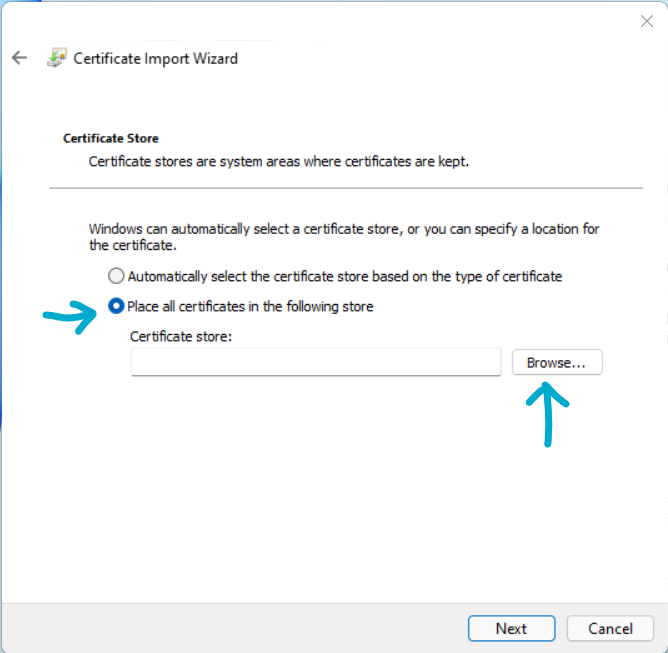 Certificate Import Wizard
Certificate Store
Certificate stores are system areas where certificates are kept.
Windows can automatically select a certificate store, or you can specify a location for
the certificate.
Automatically select the certificate store based on the type of certificate
Place all certificates in the following store
Certificate store:
Browse...
Next
Cancel